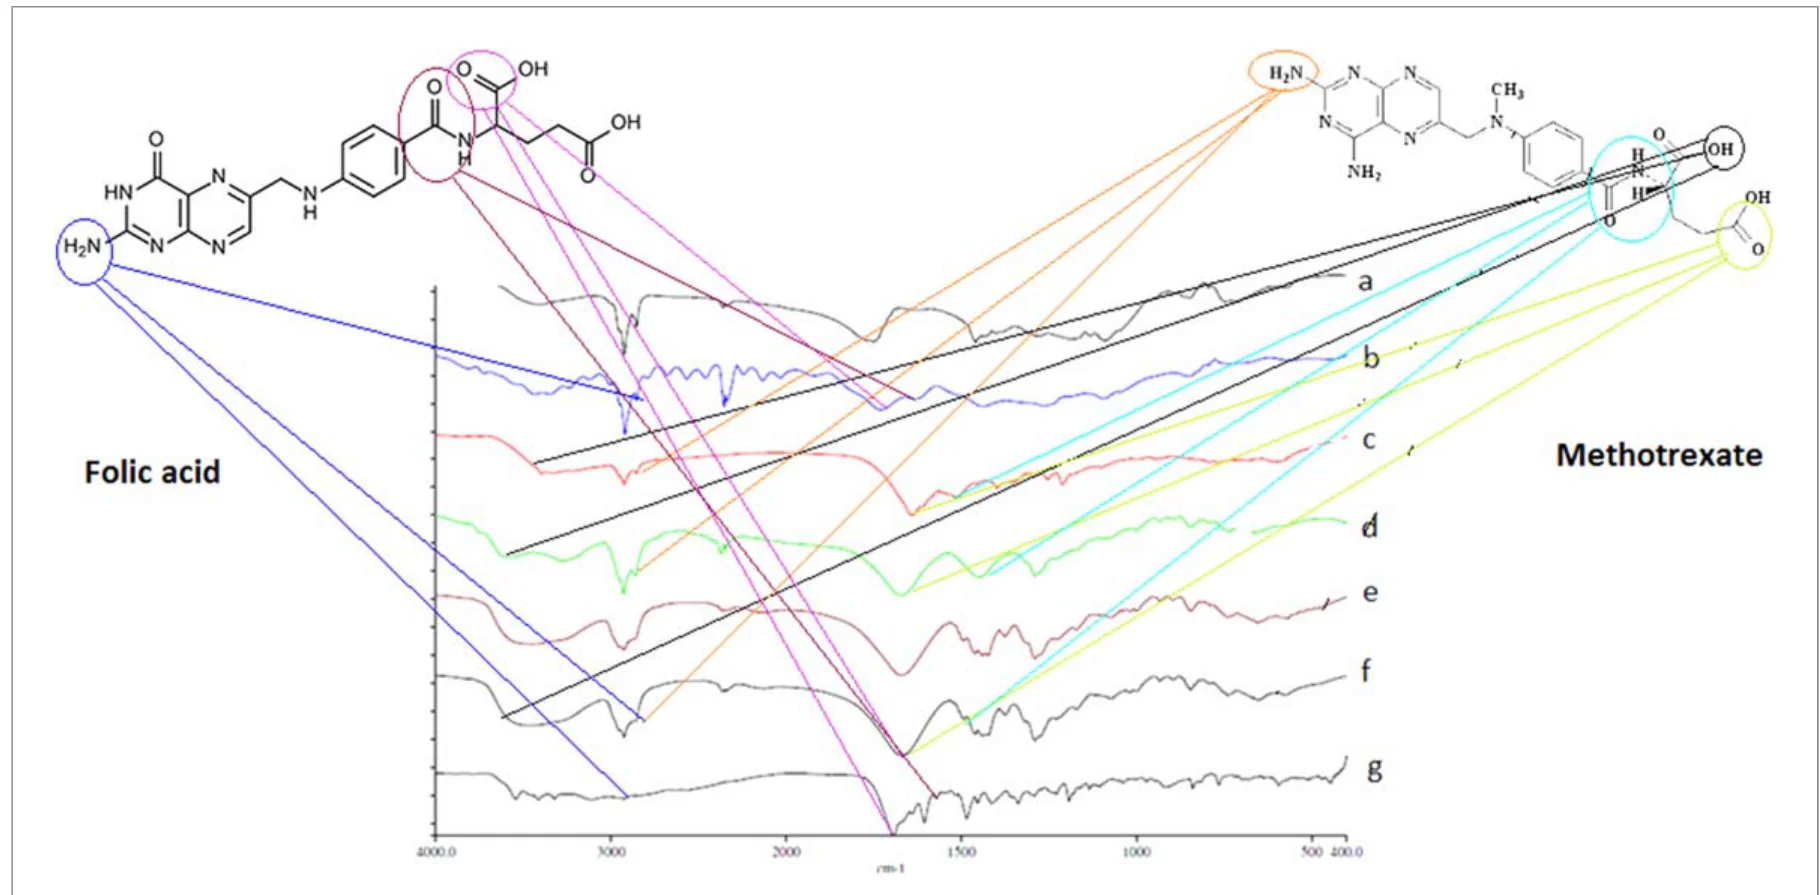 O
OH
O
OH
O
N
H
O
O
HN
N
N
H
H₂N
N
N
H₂N
N
N
CH₃
N
N
N
NH₂
O
OH
H
N
H
O
OH
O
a
b
c
d
e
f
g
Folic acid
Methotrexate
4000.0
3000
2000
1500
1000
500
400.0
cm-1